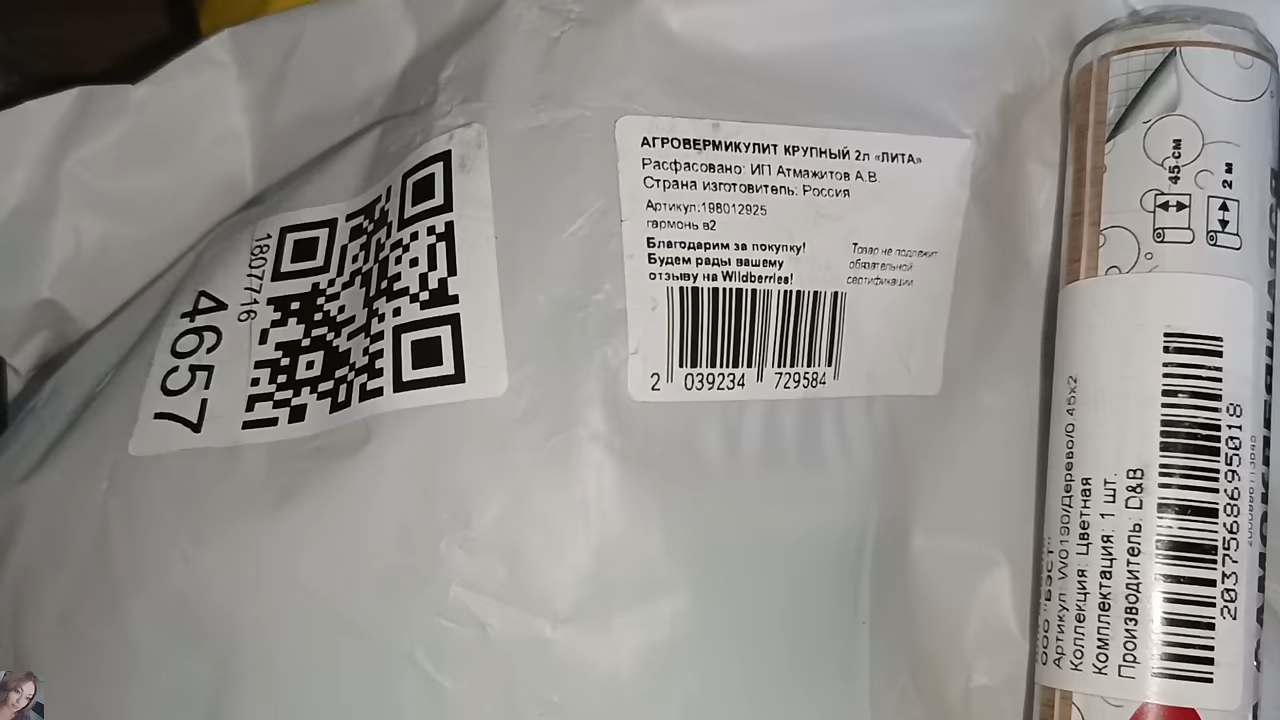 1807716
4657
АГРОВЕРМИКУЛИТ КРУПНЫЙ 2л «ЛИТА»
Расфасовано: ИП Атмажитов А.В.
Страна изготовитель: Россия
Артикул:198012925
гармонь в2
Благодарим за покупку!
Будем рады вашему
отзыву на Wildberries!
Товар не подлежит
обязательной
сертификации
2 039234 729584
45 см
2 м
ООО
Артикул: W0190/Дерево/0.45х2
Коллекция: Цветная
Комплектация: 1 шт.
Производитель: D&B
2037568695018